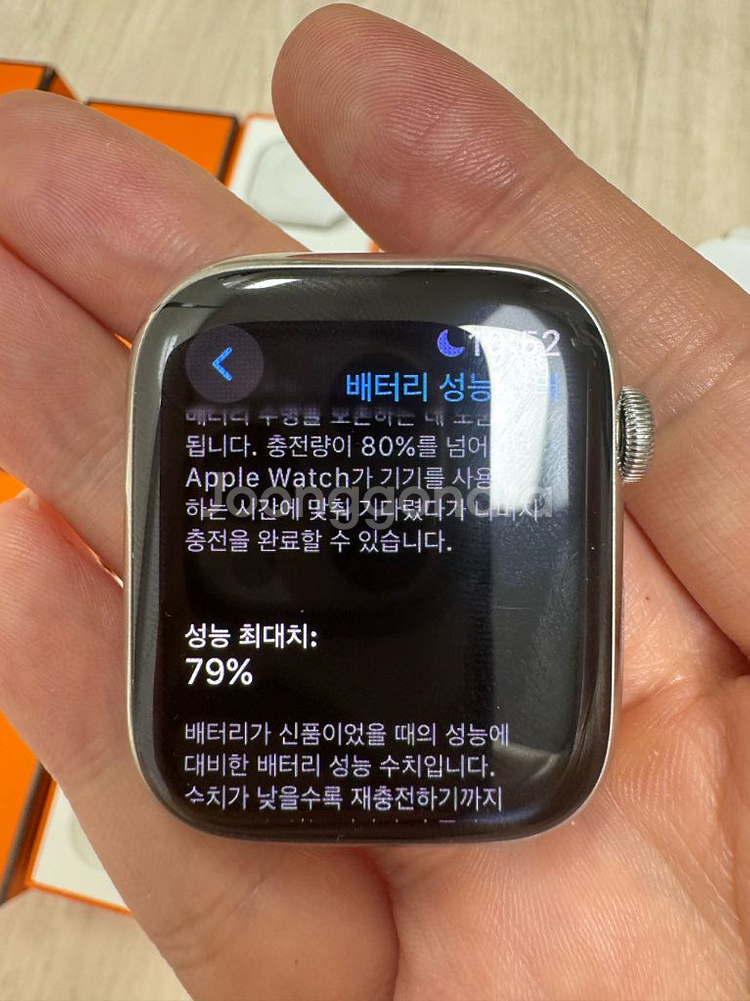 배터리 성능
됩니다. 충전량이 80%를 넘어
Apple Watch가 기기를 사용
하는 시간에 맞춰 기다렸다가 나머지
충전을 완료할 수 있습니다.
성능 최대치:
79%
배터리가 신품이었을 때의 성능에
대비한 배터리 성능 수치입니다.
수치가 낮을수록 재충전하기까지
joonggonara